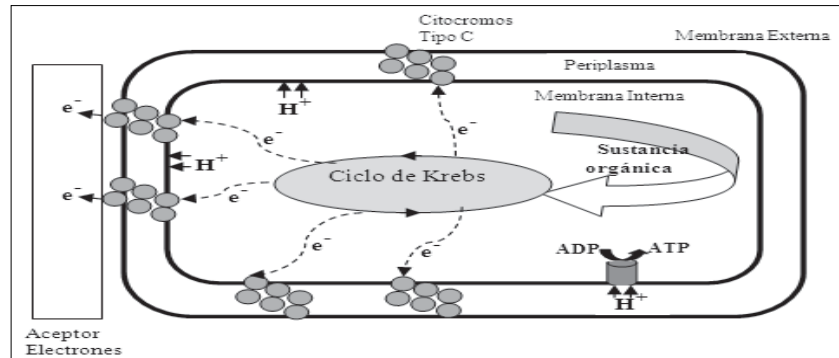 Citocromos
Tipo C
Membrana Externa
Periplasma
Membrana Interna
H⁺
e⁻
e⁻
e⁻
Sustancia
orgánica
H⁺
Ciclo de Krebs
e⁻
e⁻
e⁻
e⁻
ADP
ATP
H⁺
Aceptor
Electrones